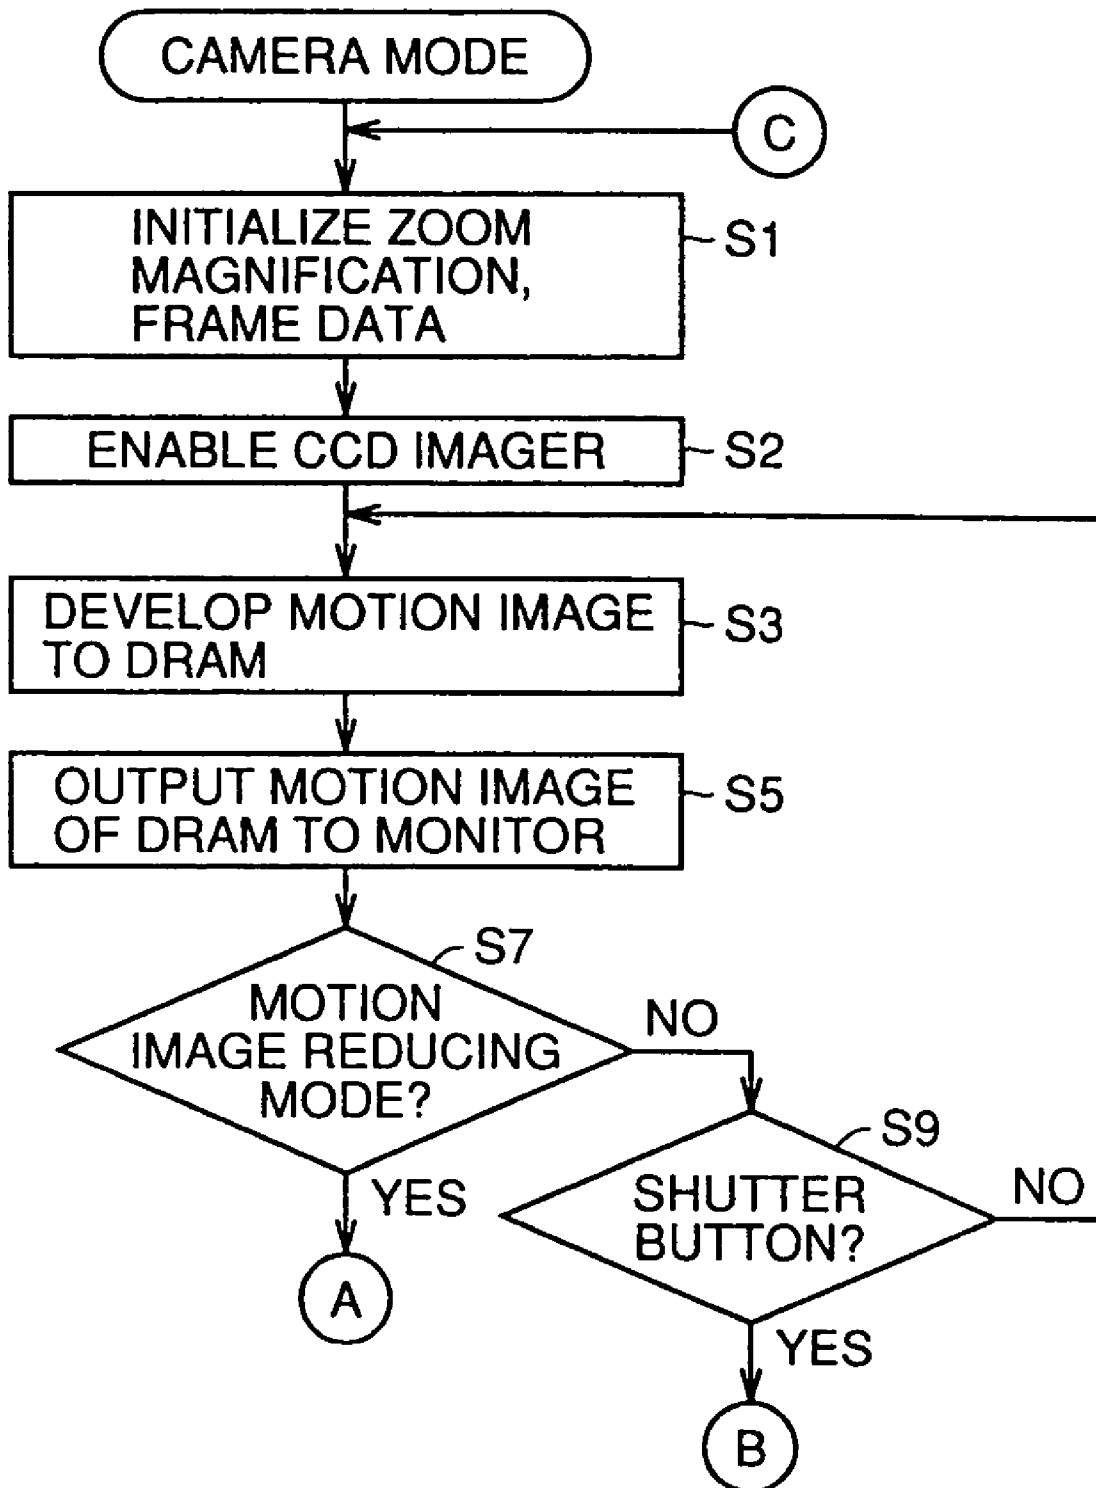 CAMERA MODE
C
INITIALIZE ZOOM
MAGNIFICATION,
FRAME DATA
S1
ENABLE CCD IMAGER
S2
DEVELOP MOTION IMAGE
TO DRAM
S3
OUTPUT MOTION IMAGE
OF DRAM TO MONITOR
S5
S7
MOTION
IMAGE REDUCING
MODE?
NO
YES
A
S9
SHUTTER
BUTTON?
NO
YES
B